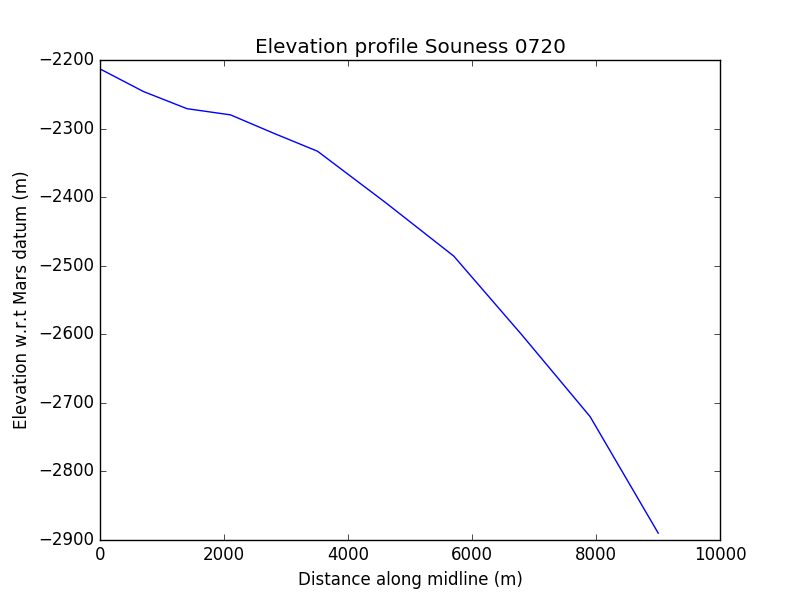 Elevation profile Souness 0720
−2200
−2300
−2400
−2500
−2600
−2700
−2800
−2900
Elevation w.r.t Mars datum (m)
0 2000 4000 6000 8000 10000
Distance along midline (m)